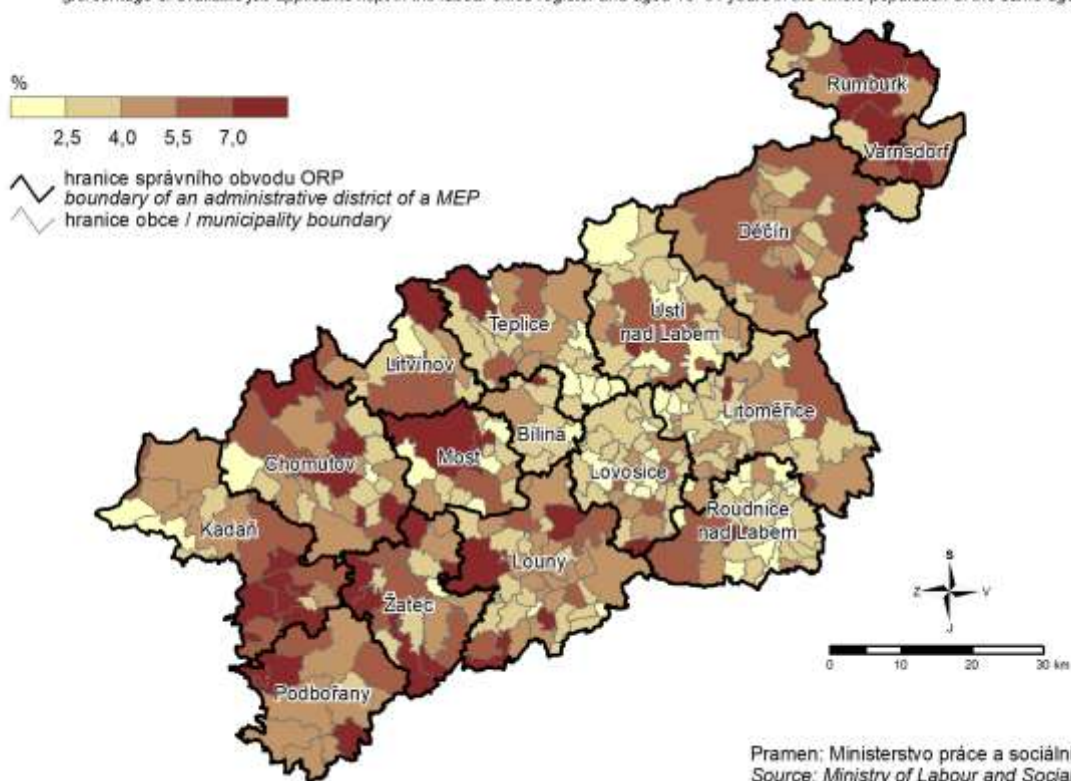 %
2,5 4,0 5,5 7,0
hranice správního obvodu ORP
boundary of an administrative district of a MEP
hranice obce / municipality boundary
Rumburk
Varnsdorf
Děčín
Ústí
nad Labem
Teplice
Litvínov
Litoměřice
Bílina
Most
Lovosice
Chomutov
Roudnice
nad Labem
Kadaň
Louny
Žatec
Podbořany
S
Z V
J
0 10 20 30 km
Pramen: Ministerstvo práce a sociální
Source: Ministry of Labour and Social